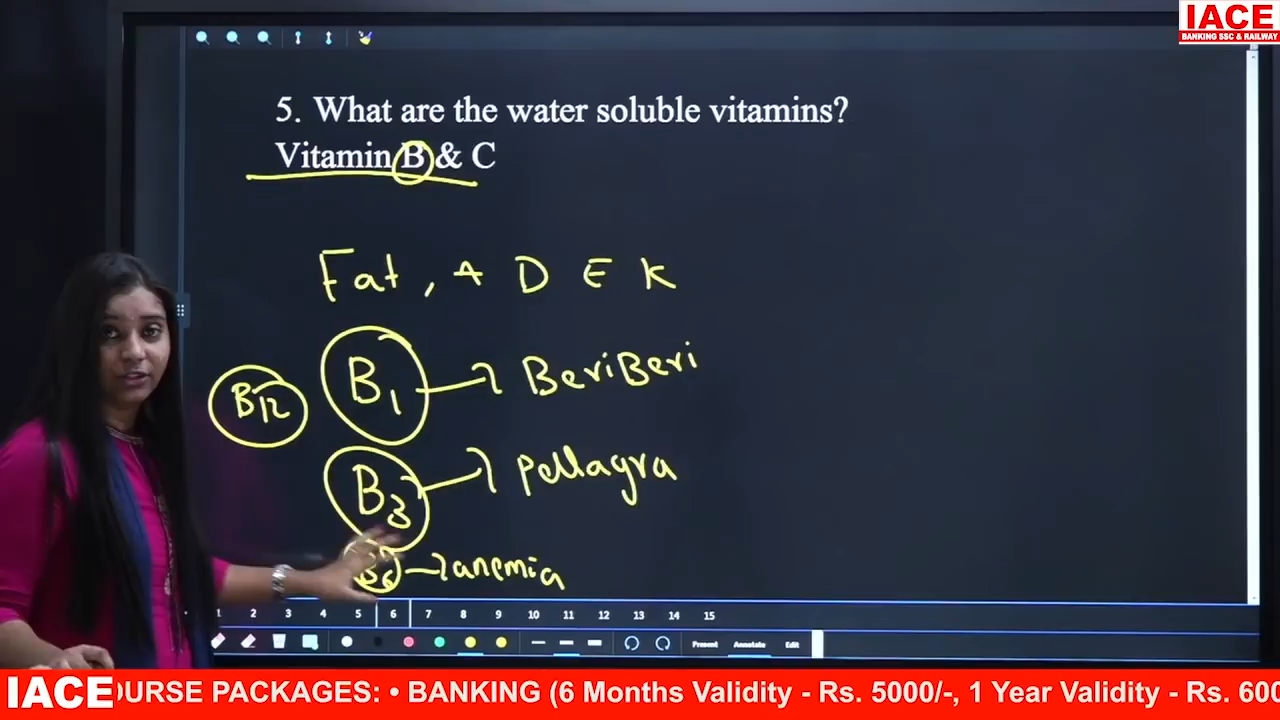 IACE
BANKING SSC & RAILWAY
5. What are the water soluble vitamins?
Vitamin B & C
Fat, A D E K
B1 → BeriBeri
B12
B3 → Pellagra
B6 → anemia
1 2 3 4 5 6 7 8 9 10 11 12 13 14 15
Present Annotate Edit
IACE OURSE PACKAGES: • BANKING (6 Months Validity - Rs. 5000/-, 1 Year Validity - Rs. 600